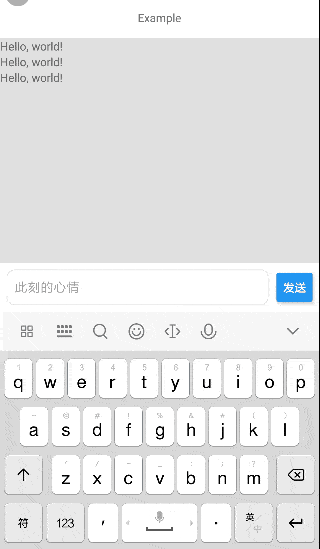 Example
Hello, world!
Hello, world!
Hello, world!
此刻的心情
发送
1 2 3 4 5 6 7 8 9 0
q w e r t y u i o p
~ @ # ! % & * ( )
a s d f g h j k l
z x c v b n m
符 123 , . 英/中